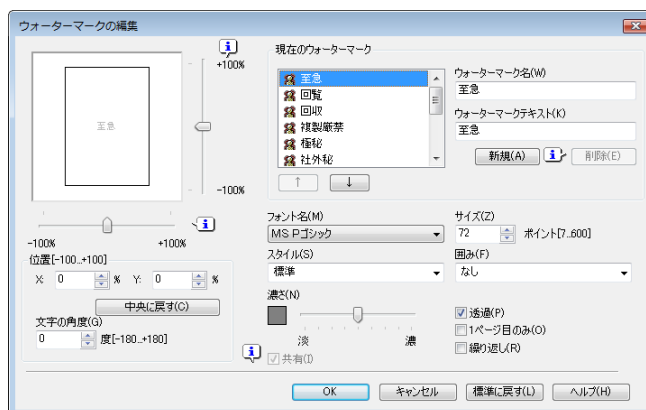 ウォーターマークの編集
至急
+100%
-100%
-100%
+100%
位置[-100..+100]
X: 0 %
Y: 0 %
中央に戻す(C)
文字の角度(G)
0 度[-180..+180]
現在のウォーターマーク
至急
回覧
回収
複製厳禁
極秘
社外秘
↑
↓
ウォーターマーク名(W)
至急
ウォーターマークテキスト(K)
至急
新規(A)
削除(E)
フォント名(M)
MS Pゴシック
サイズ(Z)
72 ポイント[7..600]
スタイル(S)
標準
囲み(F)
なし
濃さ(N)
淡
濃
共有(I)
透過(P)
1ページ目のみ(O)
繰り返し(R)
OK
キャンセル
標準に戻す(L)
ヘルプ(H)